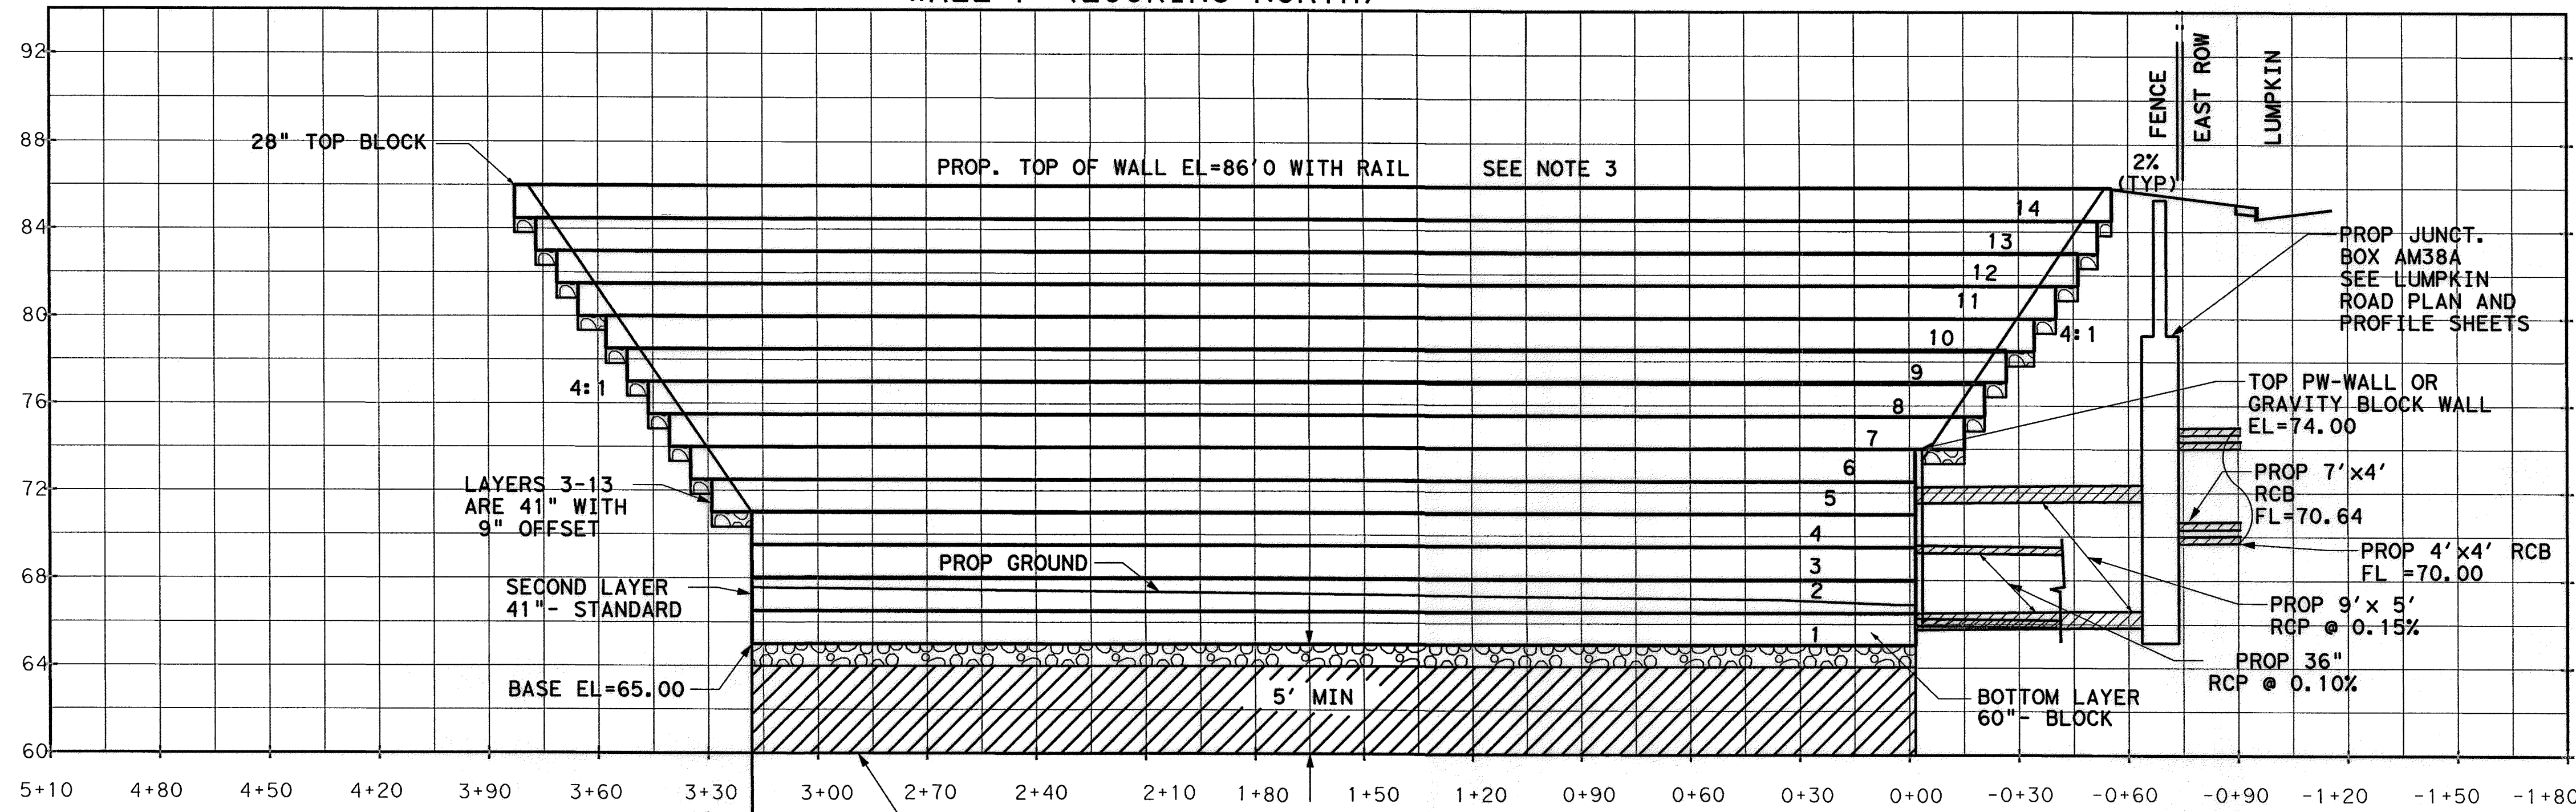 92
88
84
80
76
72
68
64
60
28" TOP BLOCK
PROP. TOP OF WALL EL=86'0 WITH RAIL
SEE NOTE 3
FENCE
EAST ROW
LUMPKIN
2%
(TYP)
14
13
12
11
10
9
8
7
6
5
4
3
2
1
4:1
4:1
PROP JUNCT.
BOX AM38A
SEE LUMPKIN
ROAD PLAN AND
PROFILE SHEETS
TOP PW-WALL OR
GRAVITY BLOCK WALL
EL=74.00
PROP 7'x4'
RCB
FL=70.64
PROP 4'x4' RCB
FL =70.00
PROP 9'x 5'
RCP @ 0.15%
PROP 36"
RCP @ 0.10%
BOTTOM LAYER
60"- BLOCK
LAYERS 3-13
ARE 41" WITH
9" OFFSET
PROP GROUND
SECOND LAYER
41"- STANDARD
BASE EL=65.00
5' MIN
5+10 4+80 4+50 4+20 3+90 3+60 3+30 3+00 2+70 2+40 2+10 1+80 1+50 1+20 0+90 0+60 0+30 0+00 -0+30 -0+60 -0+90 -1+20 -1+50 -1+80